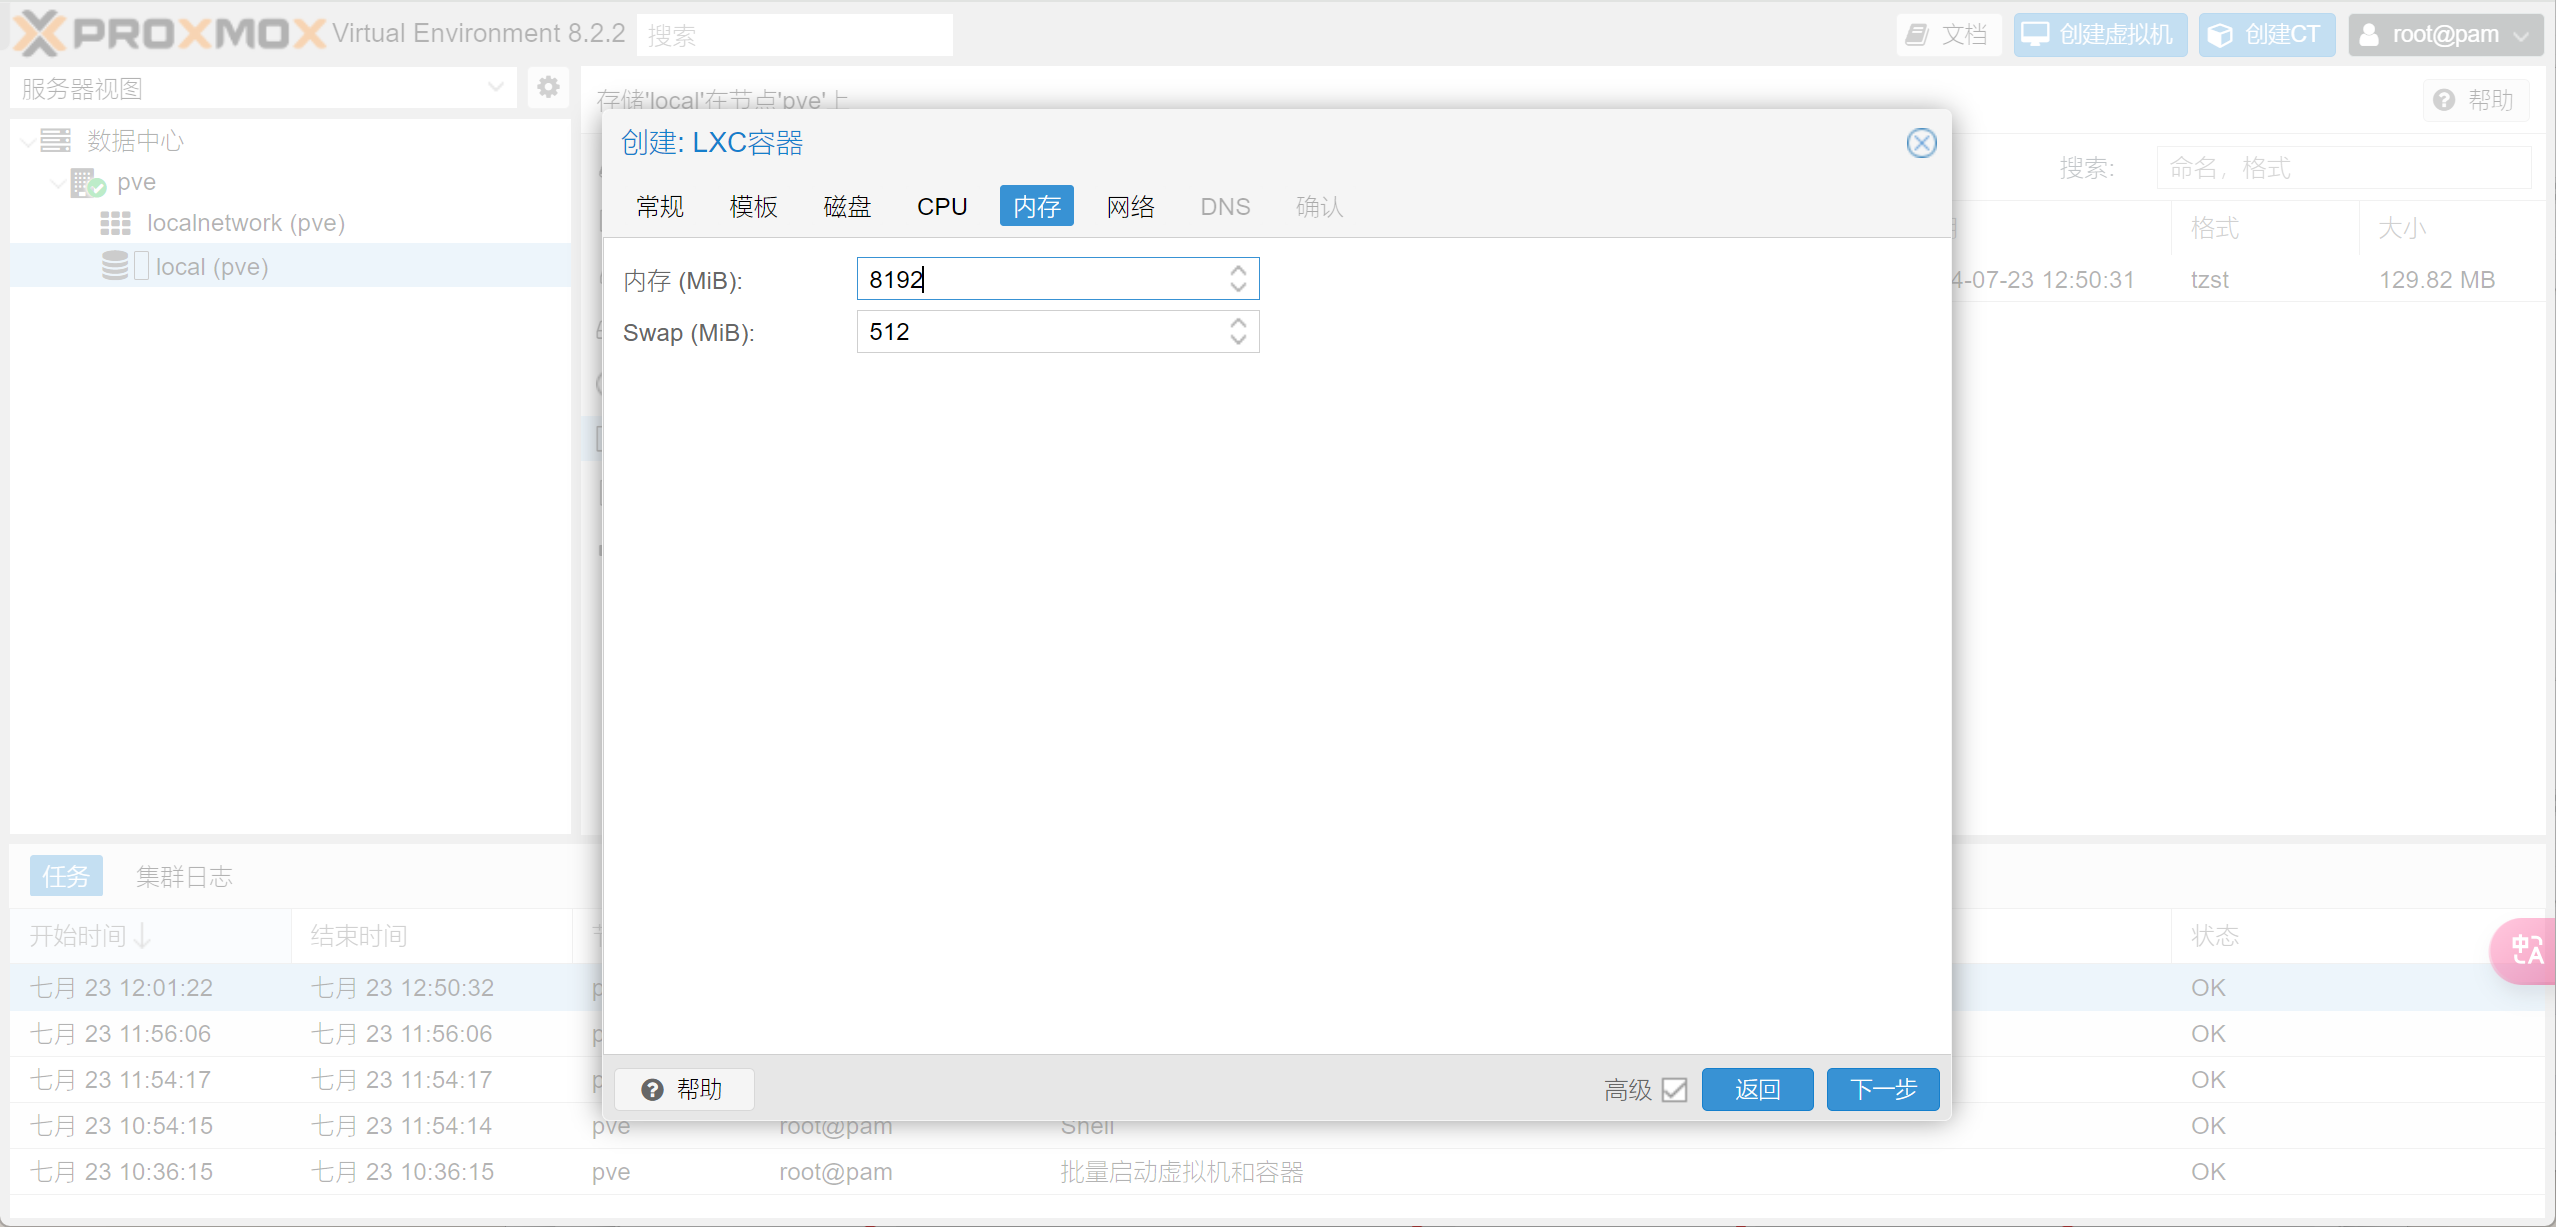 PROXMOX Virtual Environment 8.2.2 搜索 文档 创建虚拟机 创建CT root@pam
服务器视图
存储'local'在节点'pve'上
帮助
数据中心
pve
localnetwork (pve)
local (pve)
搜索: 命名，格式
格式 大小
4-07-23 12:50:31 tzst 129.82 MB
创建: LXC容器
常规 模板 磁盘 CPU 内存 网络 DNS 确认
内存 (MiB): 8192
Swap (MiB): 512
帮助 高级 返回 下一步
任务 集群日志
开始时间 结束时间 状态
七月 23 12:01:22 七月 23 12:50:32 OK
七月 23 11:56:06 七月 23 11:56:06 OK
七月 23 11:54:17 七月 23 11:54:17 OK
七月 23 10:54:15 七月 23 11:54:14 pve root@pam Shell OK
七月 23 10:36:15 七月 23 10:36:15 pve root@pam 批量启动虚拟机和容器 OK
中A